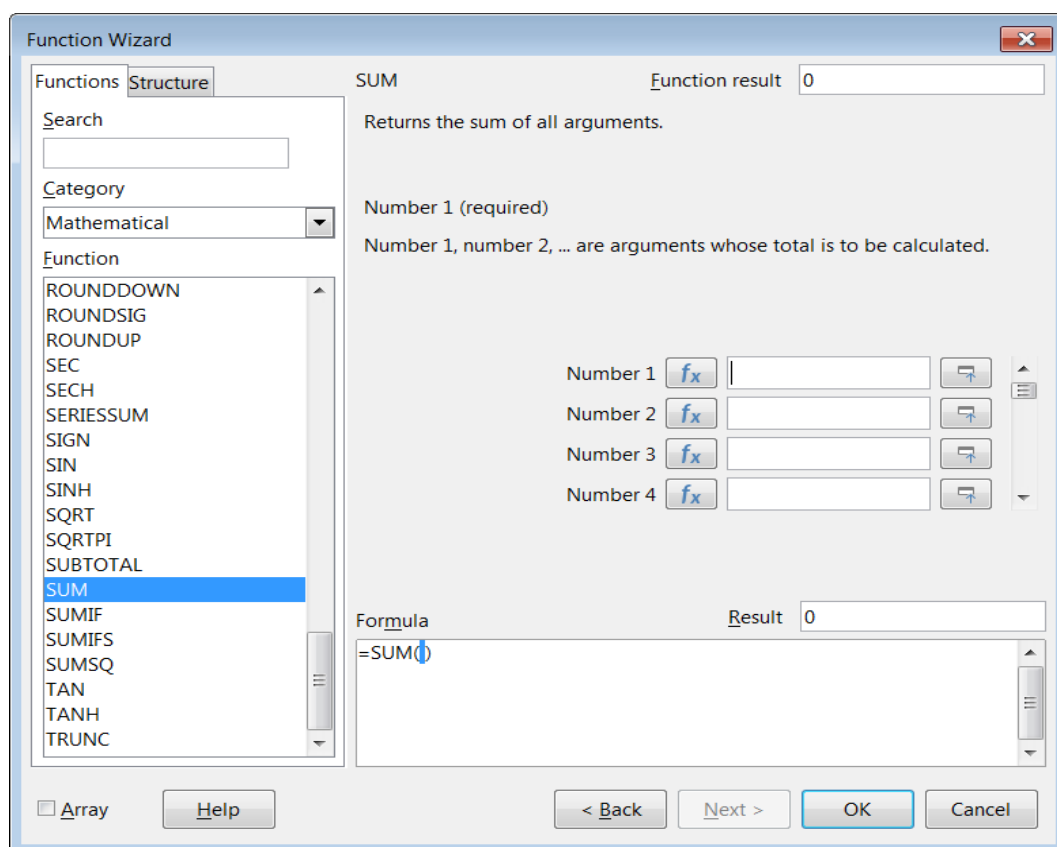 Function Wizard
Functions
Structure
Search
Category
Mathematical
Function
ROUNDDOWN
ROUNDSIG
ROUNDUP
SEC
SECH
SERIESSUM
SIGN
SIN
SINH
SQRT
SQRTPI
SUBTOTAL
SUM
SUMIF
SUMIFS
SUMSQ
TAN
TANH
TRUNC
SUM
Function result 0
Returns the sum of all arguments.
Number 1 (required)
Number 1, number 2, ... are arguments whose total is to be calculated.
Number 1 fx
Number 2 fx
Number 3 fx
Number 4 fx
Formula
Result 0
=SUM()
Array
Help
< Back
Next >
OK
Cancel